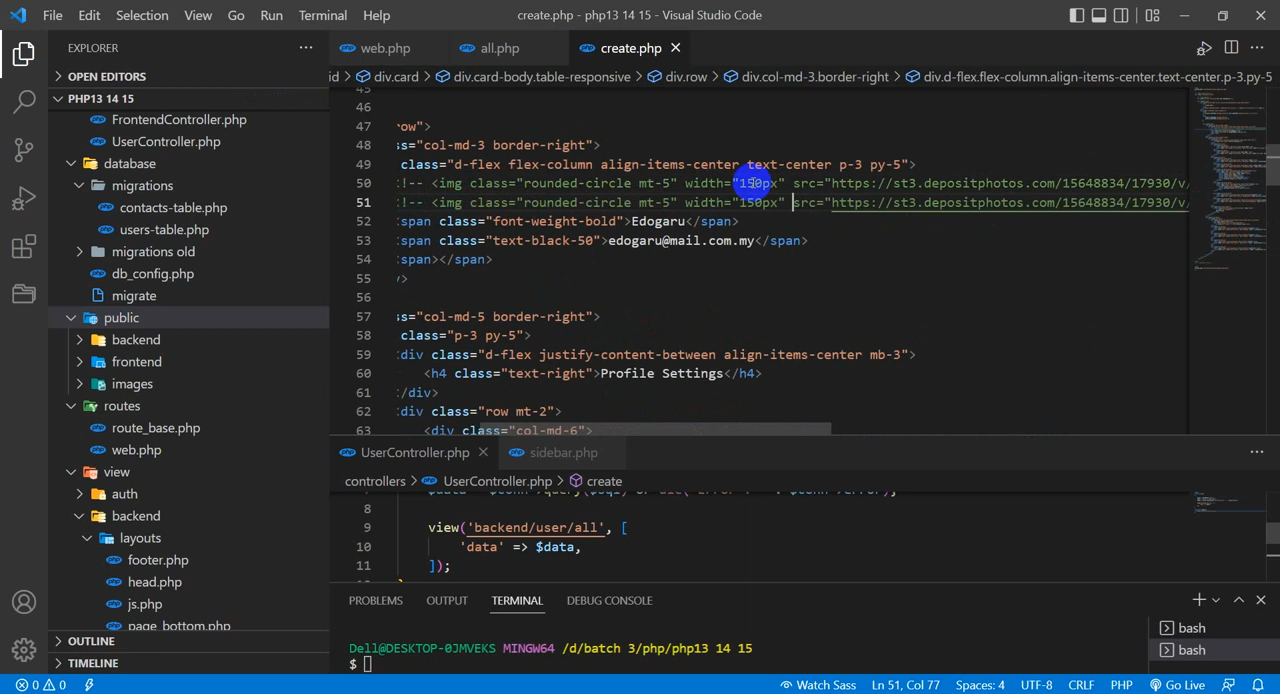 File Edit Selection View Go Run Terminal Help create.php - php13 14 15 - Visual Studio Code
EXPLORER
OPEN EDITORS
PHP13 14 15
FrontendController.php
UserController.php
database
migrations
contacts-table.php
users-table.php
migrations old
db_config.php
migrate
public
backend
frontend
images
routes
route_base.php
web.php
view
auth
backend
layouts
footer.php
head.php
js.php
page_bottom.php
OUTLINE
TIMELINE
web.php all.php create.php
id > div.card > div.card-body.table-responsive > div.row > div.col-md-3.border-right > div.d-flex.flex-column.align-items-center.text-center.p-3.py-5
45
46
47 row">
48 s="col-md-3 border-right">
49 class="d-flex flex-column align-items-center text-center p-3 py-5">
50 !-- <img class="rounded-circle mt-5" width="150px" src="https://st3.depositphotos.com/15648834/17930/v/
51 !-- <img class="rounded-circle mt-5" width="150px" src="https://st3.depositphotos.com/15648834/17930/v/
52 span class="font-weight-bold">Edogaru</span>
53 span class="text-black-50">edogaru@mail.com.my</span>
54 span></span>
55 >
56
57 s="col-md-5 border-right">
58 class="p-3 py-5">
59 div class="d-flex justify-content-between align-items-center mb-3">
60 <h4 class="text-right">Profile Settings</h4>
61 /div>
62 div class="row mt-2">
63 <div class="col-md-6">
UserController.php sidebar.php
controllers > UserController.php > create
8
9 view('backend/user/all', [
10 'data' => $data,
11 ]);
PROBLEMS OUTPUT TERMINAL DEBUG CONSOLE
Dell@DESKTOP-0JMVEKS MINGW64 /d/batch 3/php/php13 14 15
$
bash
bash
0 0 Watch Sass Ln 51, Col 77 Spaces: 4 UTF-8 CRLF PHP Go Live